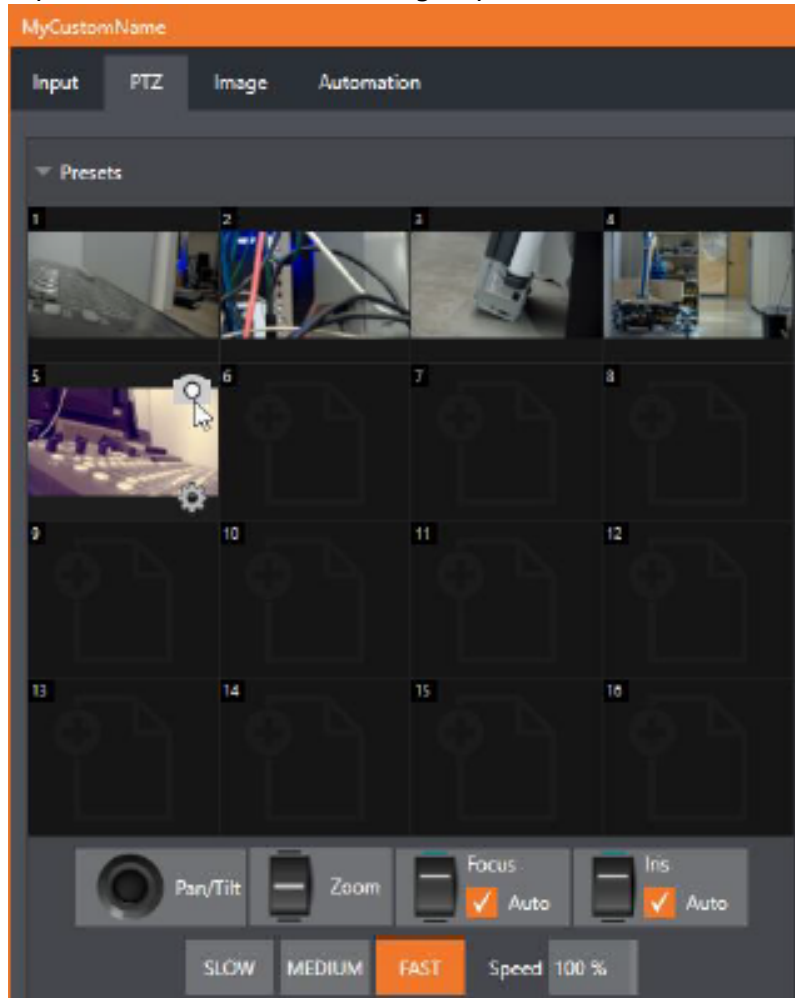 MyCustomName
Input PTZ Image Automation
Presets
1 2 3 4
5 6 7 8
9 10 11 12
13 14 15 16
Pan/Tilt Zoom Focus Auto Iris Auto
SLOW MEDIUM FAST Speed 100 %